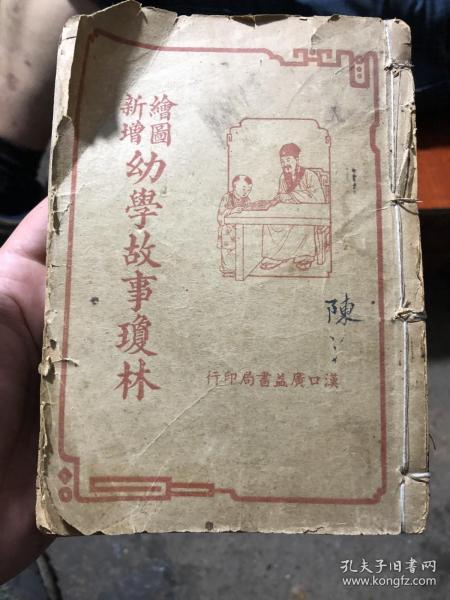 繪圖
新增
幼學故事瓊林
陳
漢口廣益書局印行
孔夫子旧书网
www.kongfz.com